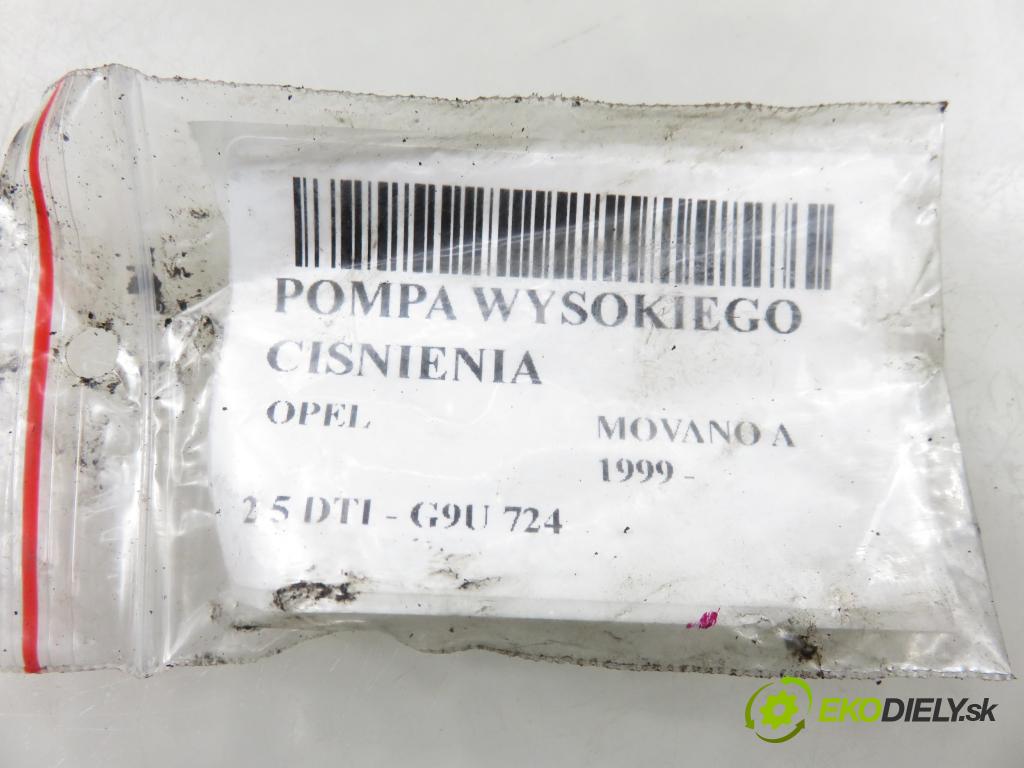 POMPA WYSOKIEGO
CISNIENIA
OPEL MOVANO A
1999 -
2.5 DTI - G9U 724
EKODIELY.sk